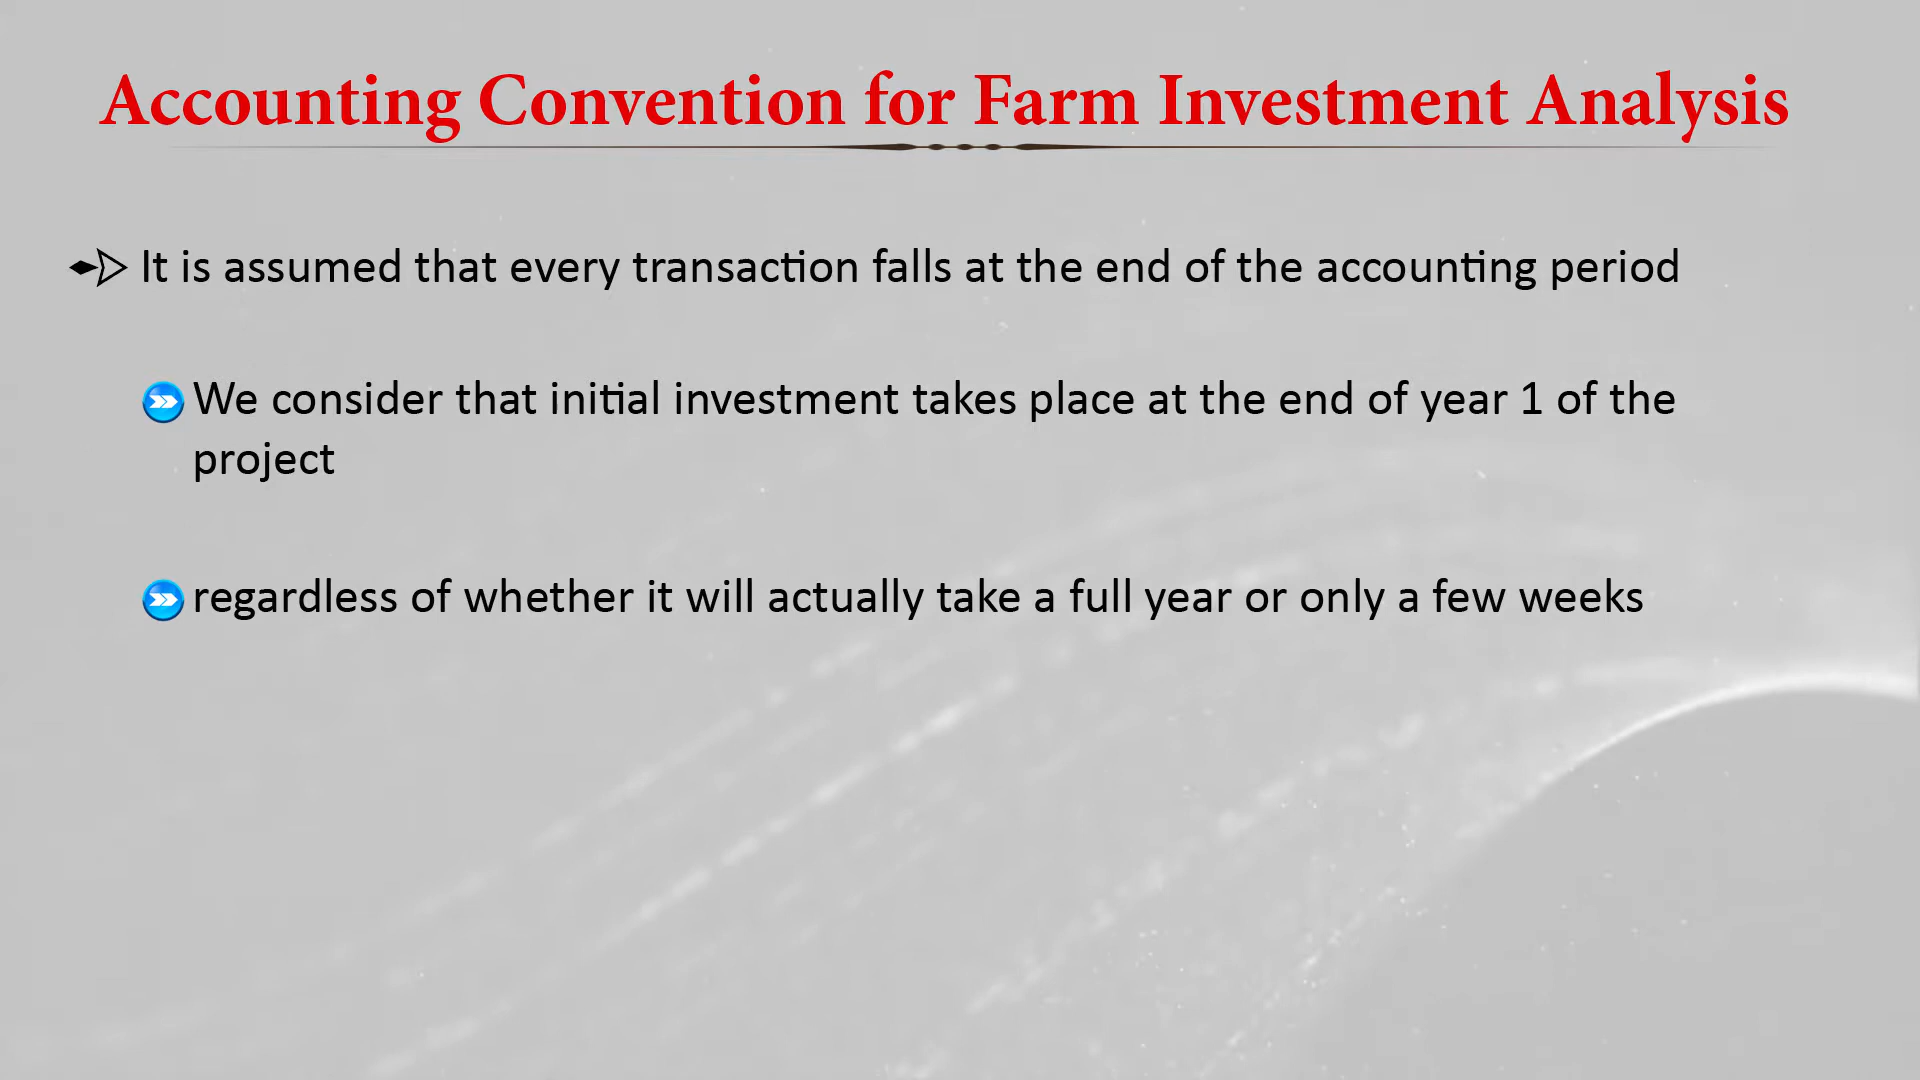 Accounting Convention for Farm Investment Analysis
It is assumed that every transaction falls at the end of the accounting period
We consider that initial investment takes place at the end of year 1 of the
project
regardless of whether it will actually take a full year or only a few weeks